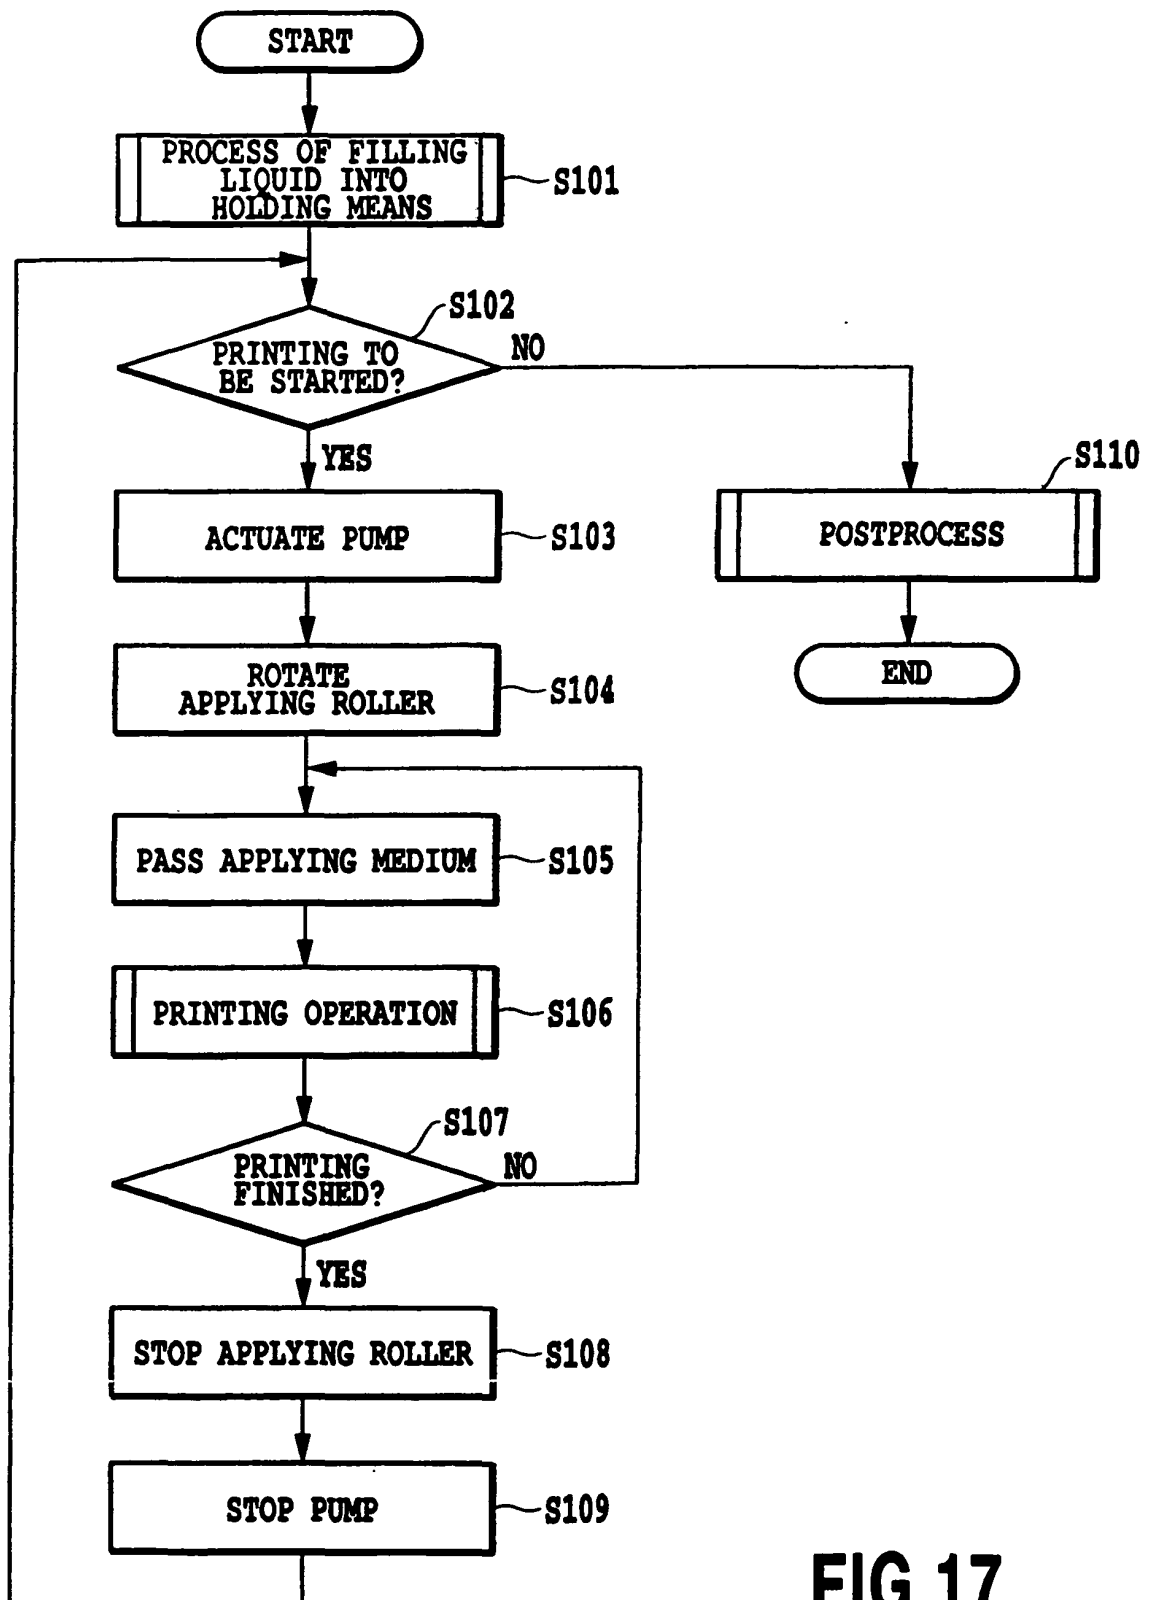 START
PROCESS OF FILLING
LIQUID INTO
HOLDING MEANS
S101
S102
PRINTING TO
BE STARTED?
NO
YES
S110
ACTUATE PUMP
S103
POSTPROCESS
ROTATE
APPLYING ROLLER
S104
END
PASS APPLYING MEDIUM
S105
PRINTING OPERATION
S106
S107
PRINTING
FINISHED?
NO
YES
STOP APPLYING ROLLER
S108
STOP PUMP
S109
FIG 17